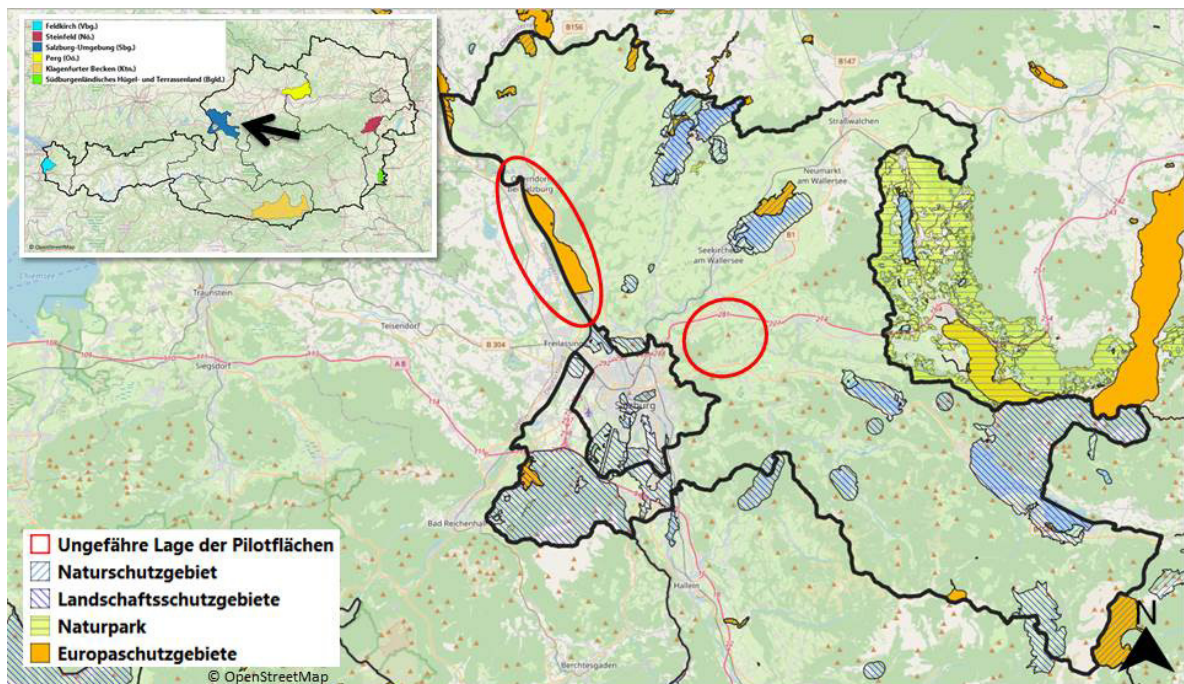 Feldkirch (Vbg.)
Steinfeld (Nö.)
Salzburg-Umgebung (Sbg.)
Perg (Oö.)
Klagenfurter Becken (Ktn.)
Südburgenländisches Hügel- und Terrassenland (Bgld.)
© OpenStreetMap
B156
B147
Straßwalchen
Neumarkt
am Wallersee
B1
Seekirchen
am Wallersee
Chiemsee
Traunstein
Teisendorf
B 304
Freilassing
Siegsdorf
A 8
Salzburg
Bad Reichenhall
Hallein
Berchtesgaden
Ungefähre Lage der Pilotflächen
Naturschutzgebiet
Landschaftsschutzgebiete
Naturpark
Europaschutzgebiete
© OpenStreetMap
N